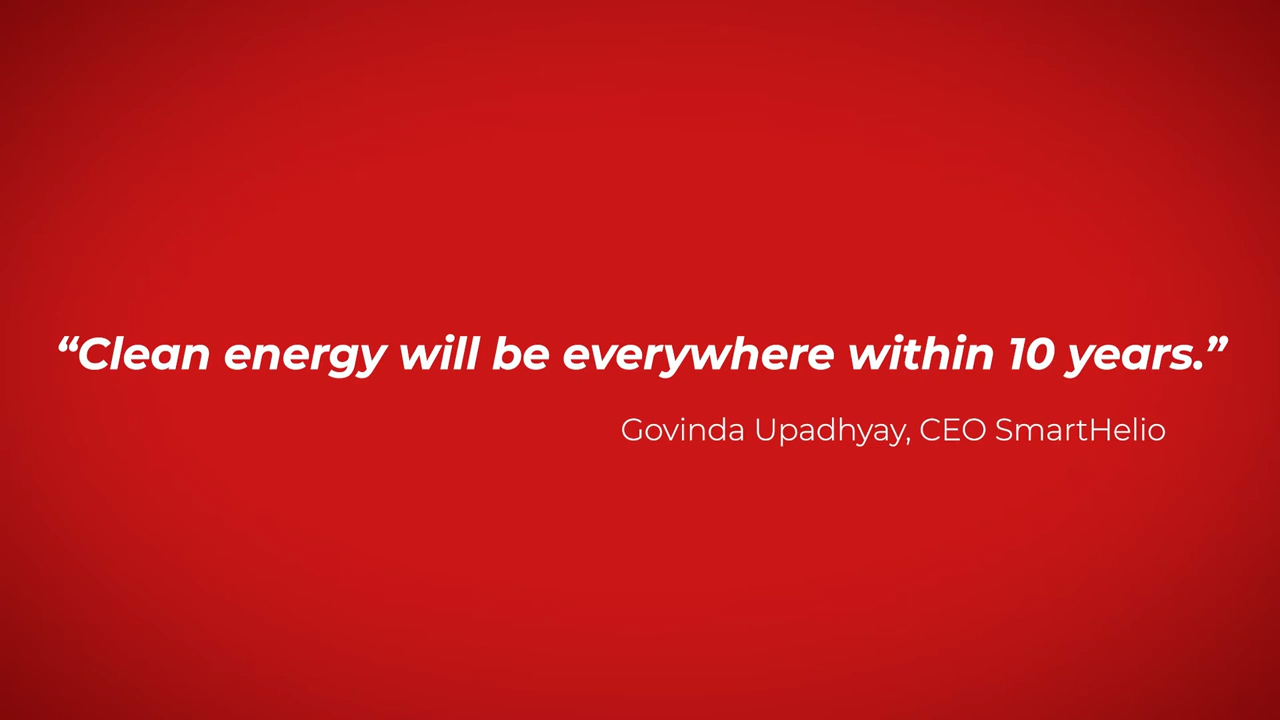 “Clean energy will be everywhere within 10 years.”
Govinda Upadhyay, CEO SmartHelio